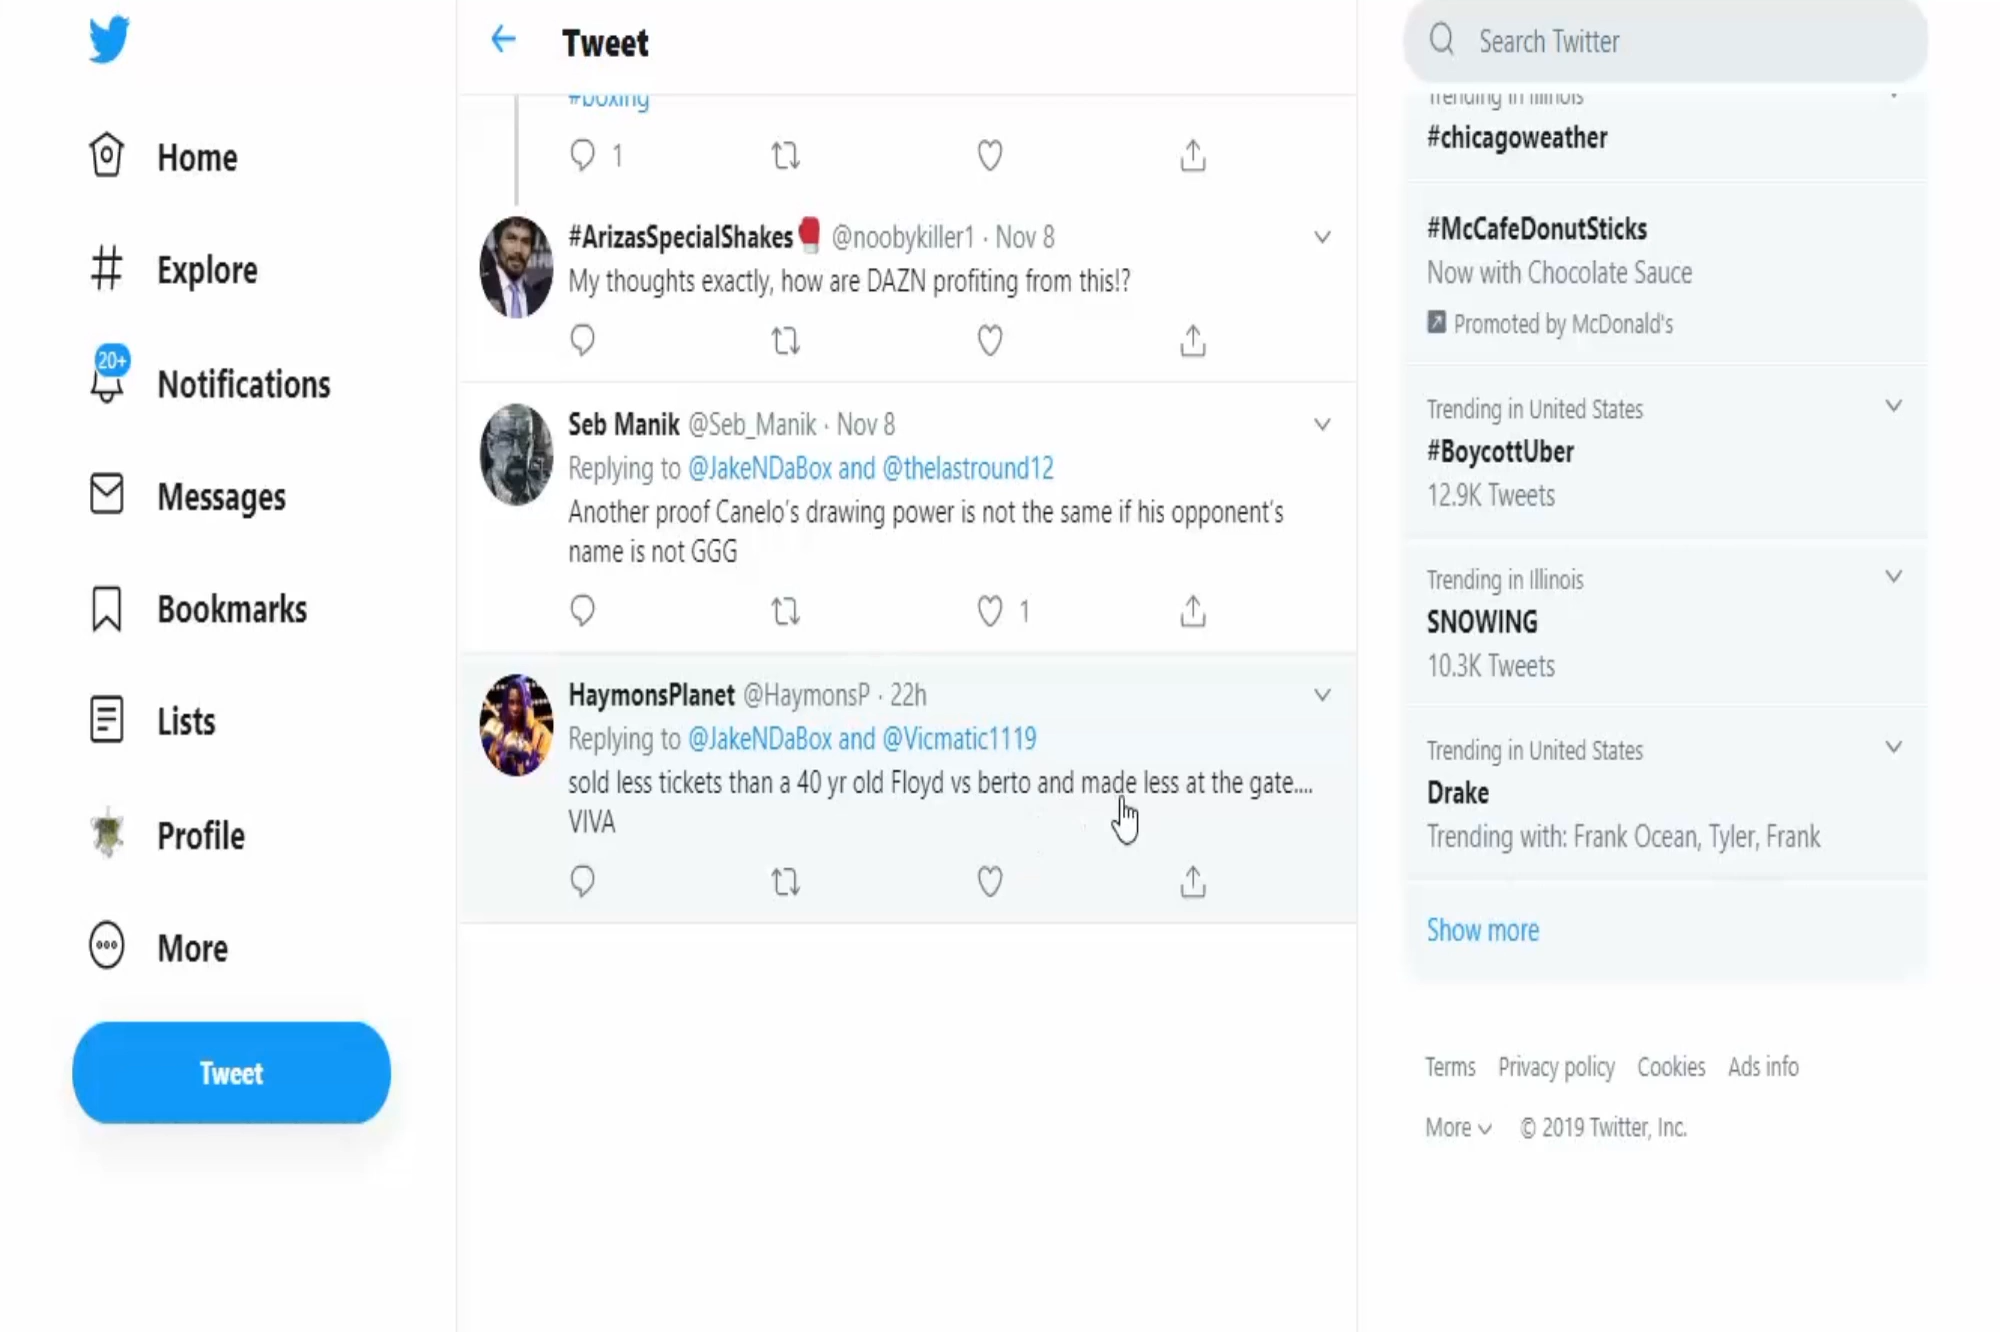 Home
Explore
20+
Notifications
Messages
Bookmarks
Lists
Profile
More
Tweet
Tweet
#boxing
1
#ArizasSpecialShakes @noobykiller1 · Nov 8
My thoughts exactly, how are DAZN profiting from this!?
Seb Manik @Seb_Manik · Nov 8
Replying to @JakeNDaBox and @thelastround12
Another proof Canelo's drawing power is not the same if his opponent's
name is not GGG
1
HaymonsPlanet @HaymonsP · 22h
Replying to @JakeNDaBox and @Vicmatic1119
sold less tickets than a 40 yr old Floyd vs berto and made less at the gate....
VIVA
Search Twitter
Trending in Illinois
#chicagoweather
#McCafeDonutSticks
Now with Chocolate Sauce
Promoted by McDonald's
Trending in United States
#BoycottUber
12.9K Tweets
Trending in Illinois
SNOWING
10.3K Tweets
Trending in United States
Drake
Trending with: Frank Ocean, Tyler, Frank
Show more
Terms Privacy policy Cookies Ads info
More © 2019 Twitter, Inc.